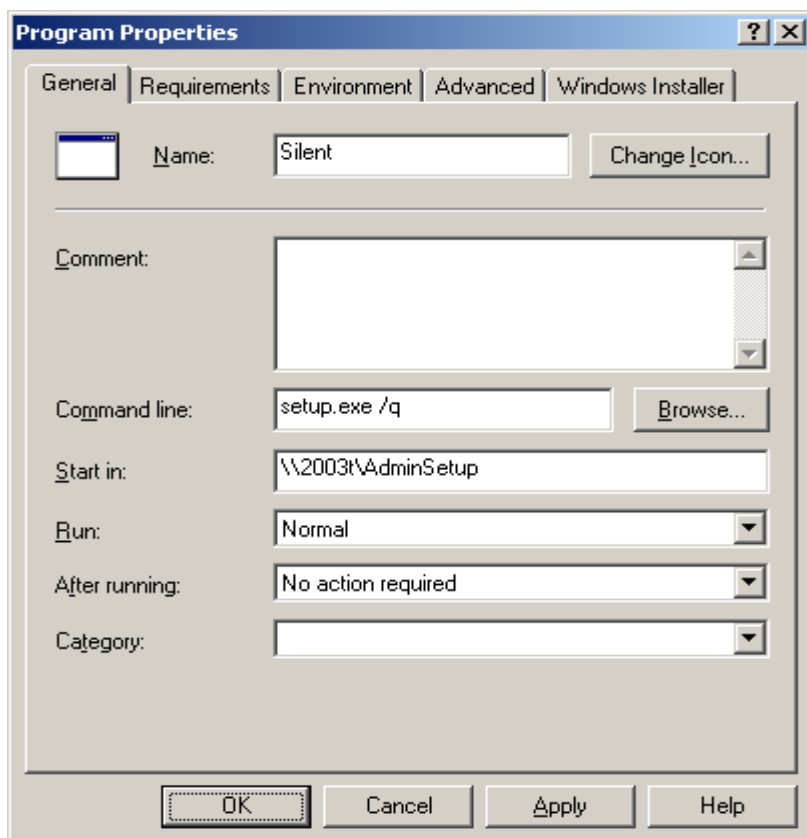 Program Properties
General Requirements Environment Advanced Windows Installer
Name: Silent Change Icon...
Comment:
Command line: setup.exe /q Browse...
Start in: \\2003t\AdminSetup
Run: Normal
After running: No action required
Category:
OK Cancel Apply Help